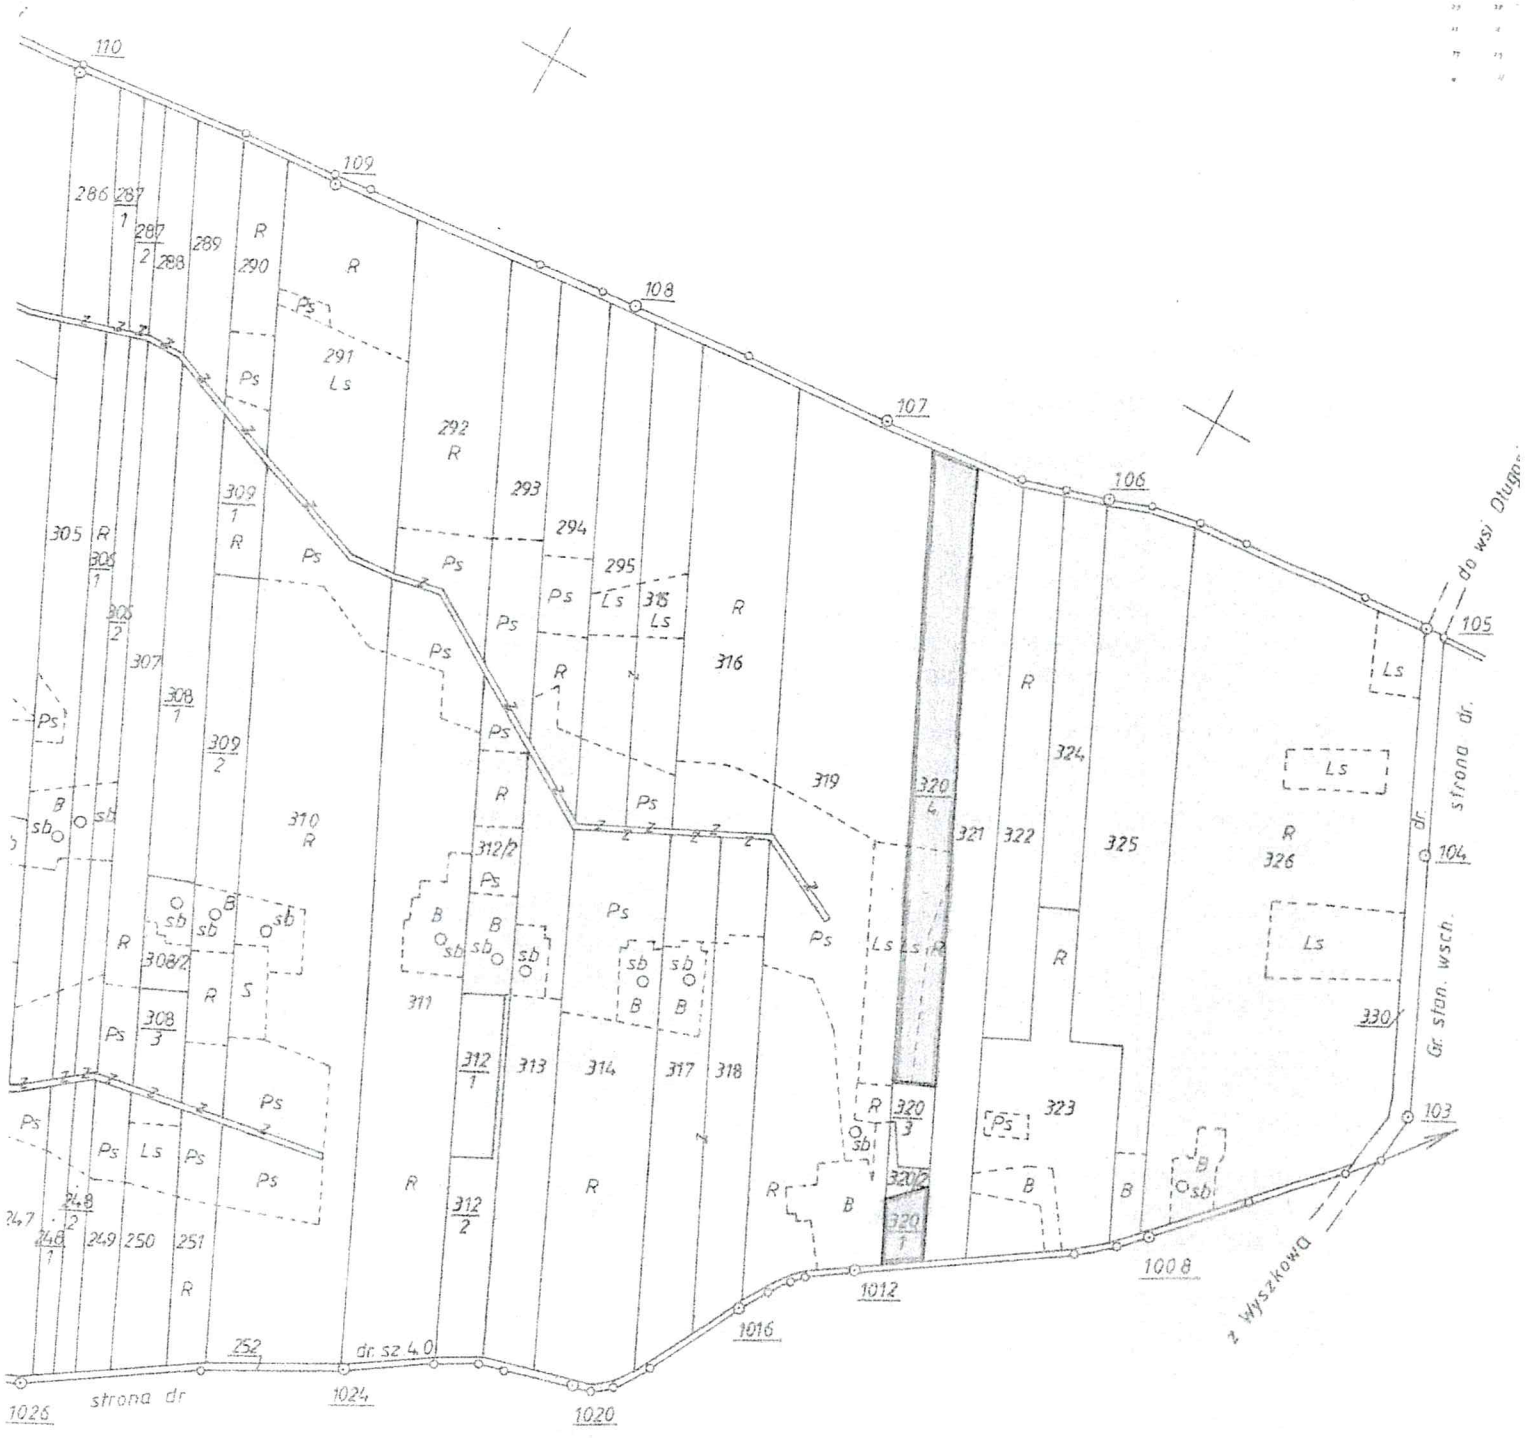 110
109
108
107
106
105
104
103
286
287/1
287/2
288
289
R
290
R
Ps
291
Ls
Ps
292
R
293
294
295
Ls
315
Ls
Ps
Ps
Ps
R
316
R
305
R
306/1
306/2
307
308/1
309/1
R
309/2
Ps
Ps
Ps
R
Ps
319
320/4
321
322
R
324
325
R
326
Ls
Ls
Ls
do wsi
strona dr.
dr.
Gr. stan. wsch.
330
Ps
B
sb
sb
310
R
312/2
Ps
B
sb
B
sb
sb
Ps
sb
B
sb
B
Ps
Ls
Ls
R
R
sb
sb
B
sb
R
308/2
R
S
308/3
Ps
311
312/1
313
314
317
318
R
320/3
sb
320/2
320/1
B
R
Ps
323
B
B
B
sb
Ps
Ps
Ls
Ps
Ps
Ps
247
248/1
248/2
249
250
251
R
R
312/2
R
252
dr. sz 4.0
strona dr
1026
1024
1020
1016
1012
1008
z Wyszkowa